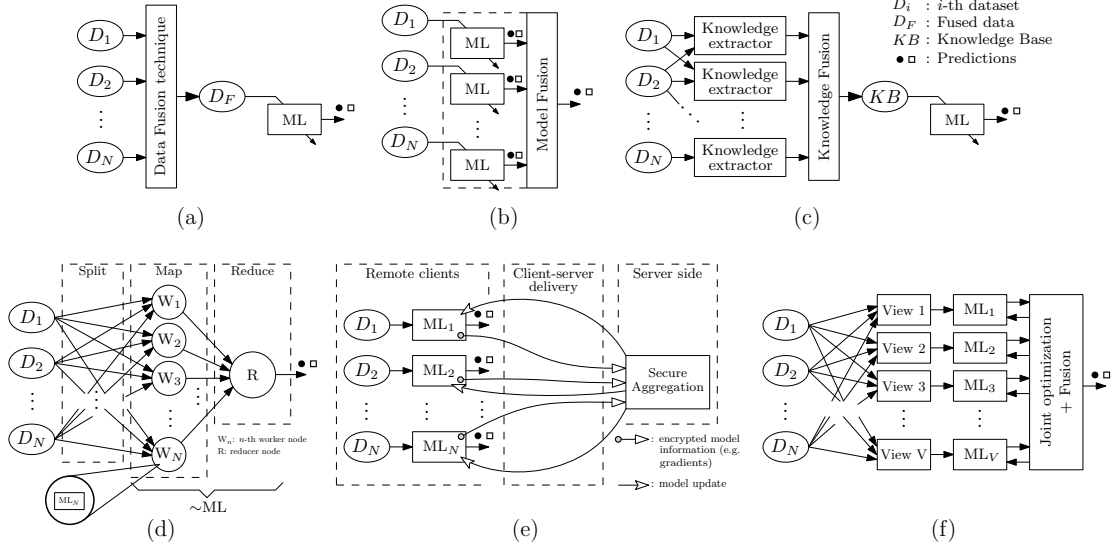 D_1
D_2
⋮
D_N
Data Fusion technique
D_F
ML
(a)
D_1
D_2
⋮
D_N
ML
ML
⋮
ML
Model Fusion
(b)
D_1
D_2
D_N
Knowledge
extractor
Knowledge
extractor
⋮
Knowledge
extractor
Knowledge Fusion
KB
ML
(c)
D_i : i-th dataset
D_F : Fused data
KB : Knowledge Base
● □ : Predictions
Split
Map
Reduce
D_1
D_2
⋮
D_N
W_1
W_2
W_3
⋮
W_N
R
W_n: n-th worker node
R: reducer node
ML_N
∼ML
(d)
Remote clients
Client-server
delivery
Server side
D_1
D_2
⋮
D_N
ML_1
ML_2
⋮
ML_N
Secure
Aggregation
: encrypted model
information (e.g.
gradients)
: model update
(e)
D_1
D_2
⋮
D_N
View 1
View 2
View 3
⋮
View V
ML_1
ML_2
ML_3
⋮
ML_V
Joint optimization
+ Fusion
(f)